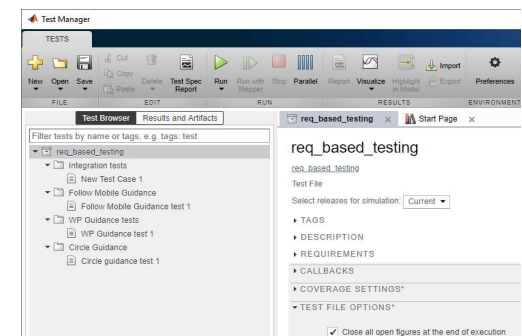 Test Manager
TESTS
New Open Save
Cut
Copy
Paste
Delete Test Spec Report
Run Run with Stepper Stop Parallel
Report Visualize Highlight in Model
Import
Export
Preferences
FILE EDIT RUN RESULTS ENVIRONMENT
Test Browser Results and Artifacts
Filter tests by name or tags, e.g. tags: test
req_based_testing
Integration tests
New Test Case 1
Follow Mobile Guidance
Follow Mobile Guidance test 1
WP Guidance tests
WP Guidance test 1
Circle Guidance
Circle guidance test 1
req_based_testing x Start Page x
req_based_testing
req_based_testing
Test File
Select releases for simulation: Current
TAGS
DESCRIPTION
REQUIREMENTS
CALLBACKS
COVERAGE SETTINGS*
TEST FILE OPTIONS*
Close all open figures at the end of execution